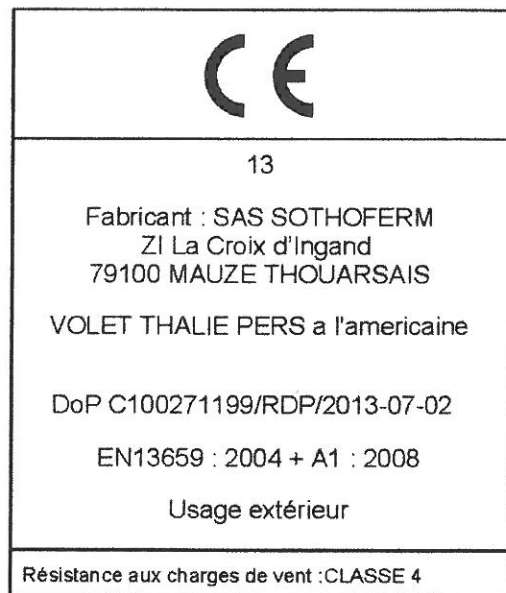 CE
13
Fabricant : SAS SOTHOFERM
ZI La Croix d'Ingand
79100 MAUZE THOUARSAIS
VOLET THALIE PERS a l'americaine
DoP C100271199/RDP/2013-07-02
EN13659 : 2004 + A1 : 2008
Usage extérieur
Résistance aux charges de vent :CLASSE 4